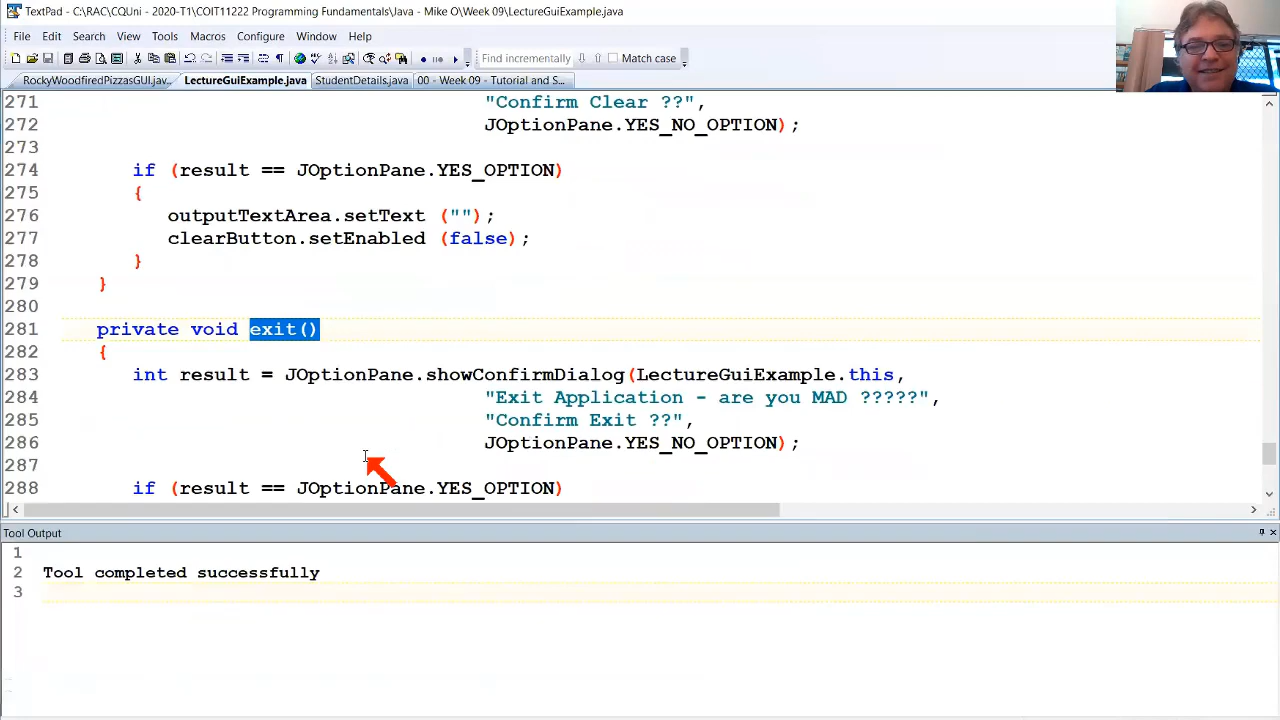 TextPad - C:\RAC\CQUni - 2020-T1\COIT11222 Programming Fundamentals\Java - Mike O\Week 09\LectureGuiExample.java
File Edit Search View Tools Macros Configure Window Help
Find incrementally Match case
RockyWoodfiredPizzasGUI.jav... LectureGuiExample.java StudentDetails.java 00 - Week 09 - Tutorial and S...
271 "Confirm Clear ??",
272 JOptionPane.YES_NO_OPTION);
273
274 if (result == JOptionPane.YES_OPTION)
275 {
276 outputTextArea.setText ("");
277 clearButton.setEnabled (false);
278 }
279 }
280
281 private void exit()
282 {
283 int result = JOptionPane.showConfirmDialog(LectureGuiExample.this,
284 "Exit Application - are you MAD ?????",
285 "Confirm Exit ??",
286 JOptionPane.YES_NO_OPTION);
287
288 if (result == JOptionPane.YES_OPTION)
Tool Output
1
2 Tool completed successfully
3